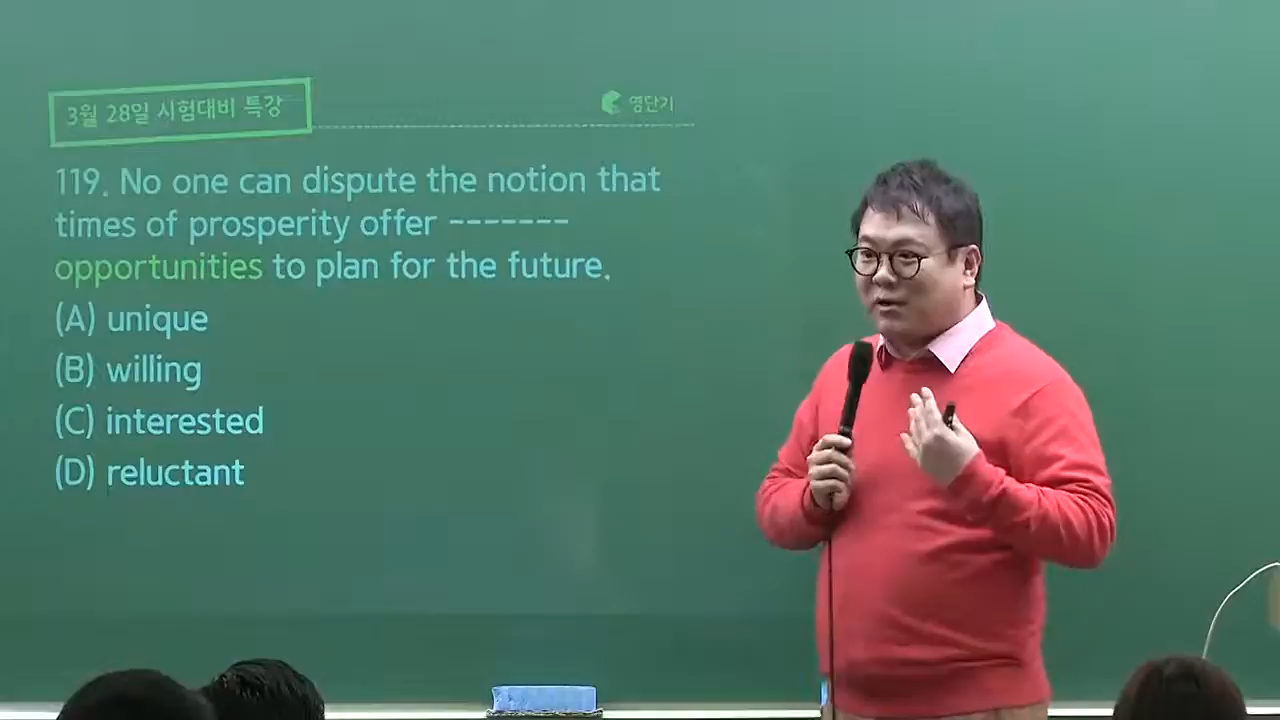 3월 28일 시험대비 특강
영단기
119. No one can dispute the notion that
times of prosperity offer -------
opportunities to plan for the future.
(A) unique
(B) willing
(C) interested
(D) reluctant